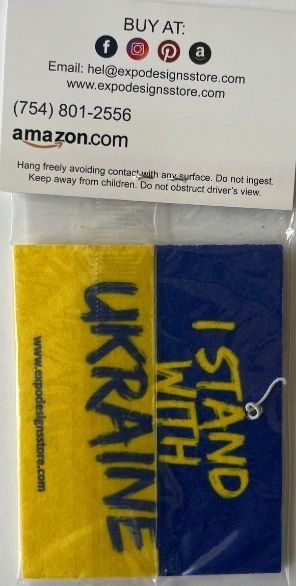 BUY AT:
Email: hel@expodesignsstore.com
www.expodesignsstore.com
(754) 801-2556
amazon.com
Hang freely avoiding contact with any surface. Do not ingest.
Keep away from children. Do not obstruct driver's view.
I STAND
WITH
UKRAINE
www.expodesignsstore.com